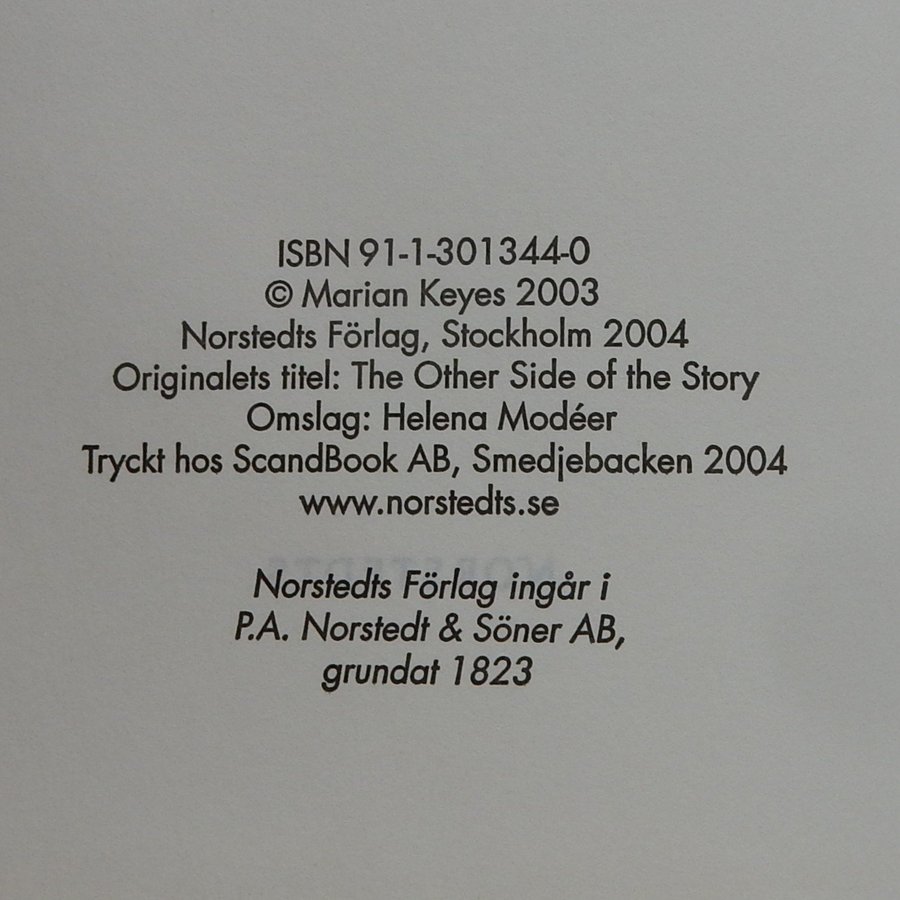 ISBN 91-1-301344-0
© Marian Keyes 2003
Norstedts Förlag, Stockholm 2004
Originalets titel: The Other Side of the Story
Omslag: Helena Modéer
Tryckt hos ScandBook AB, Smedjebacken 2004
www.norstedts.se
Norstedts Förlag ingår i
P.A. Norstedt & Söner AB,
grundat 1823